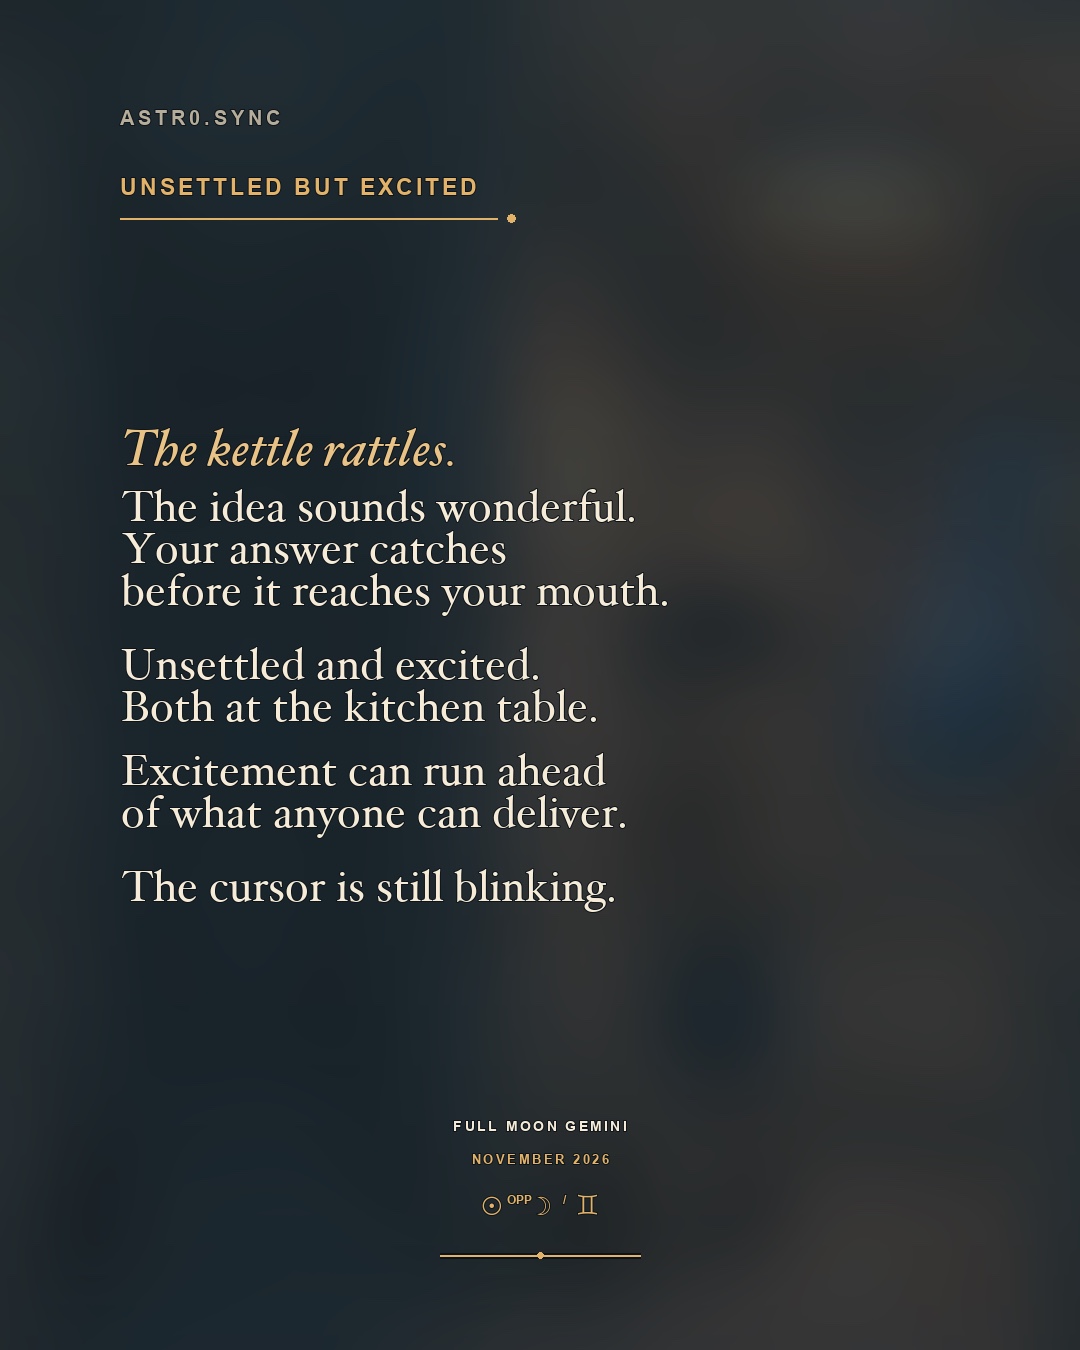 ASTR0.SYNC
UNSETTLED BUT EXCITED
The kettle rattles.
The idea sounds wonderful.
Your answer catches
before it reaches your mouth.
Unsettled and excited.
Both at the kitchen table.
Excitement can run ahead
of what anyone can deliver.
The cursor is still blinking.
FULL MOON GEMINI
NOVEMBER 2026
☉ OPP ☽ / ♊